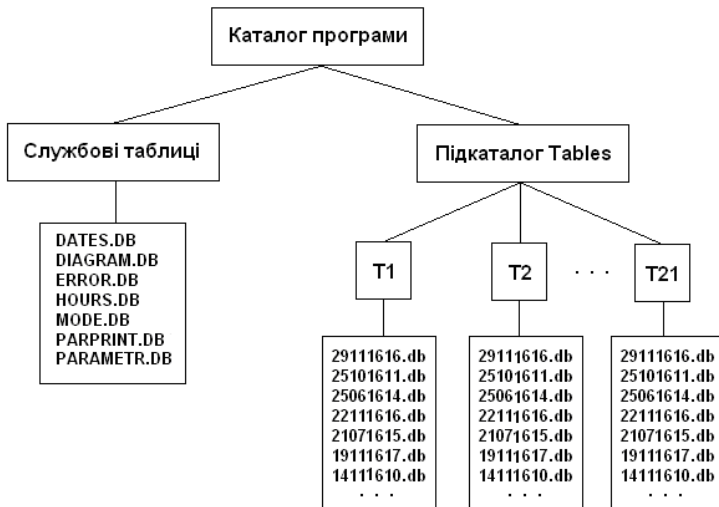 Каталог програми
Службові таблиці
Підкаталог Tables
DATES.DB
DIAGRAM.DB
ERROR.DB
HOURS.DB
MODE.DB
PARPRINT.DB
PARAMETR.DB
T1
T2
. . .
T21
29111616.db
25101611.db
25061614.db
22111616.db
21071615.db
19111617.db
14111610.db
. . .
29111616.db
25101611.db
25061614.db
22111616.db
21071615.db
19111617.db
14111610.db
. . .
29111616.db
25101611.db
25061614.db
22111616.db
21071615.db
19111617.db
14111610.db
. . .